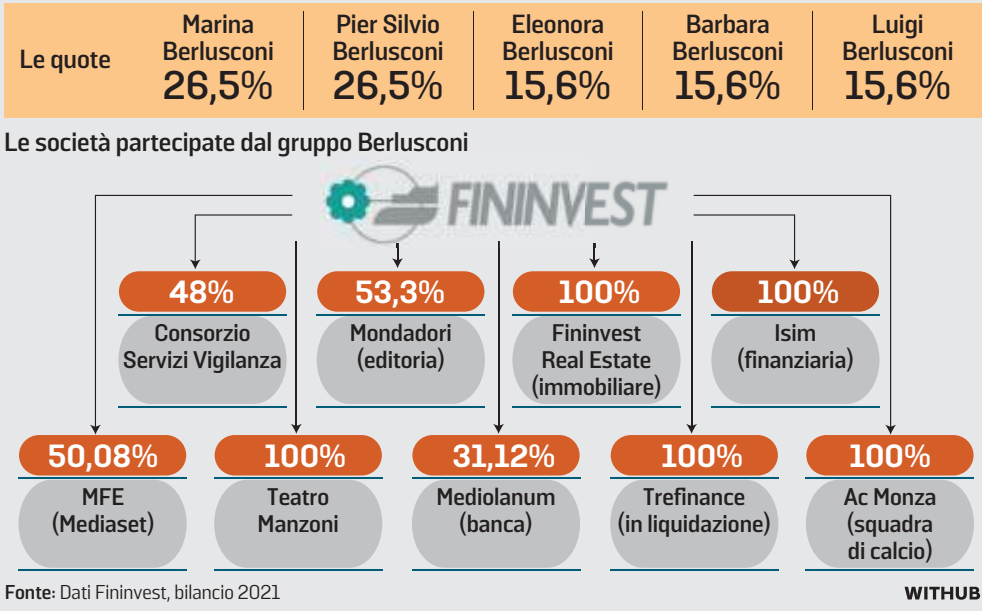 Le quote
Marina
Berlusconi
26,5%
Pier Silvio
Berlusconi
26,5%
Eleonora
Berlusconi
15,6%
Barbara
Berlusconi
15,6%
Luigi
Berlusconi
15,6%
Le società partecipate dal gruppo Berlusconi
FININVEST
48%
Consorzio
Servizi Vigilanza
53,3%
Mondadori
(editoria)
100%
Fininvest
Real Estate
(immobiliare)
100%
Isim
(finanziaria)
50,08%
MFE
(Mediaset)
100%
Teatro
Manzoni
31,12%
Mediolanum
(banca)
100%
Trefinance
(in liquidazione)
100%
Ac Monza
(squadra
di calcio)
Fonte: Dati Fininvest, bilancio 2021
WITHUB